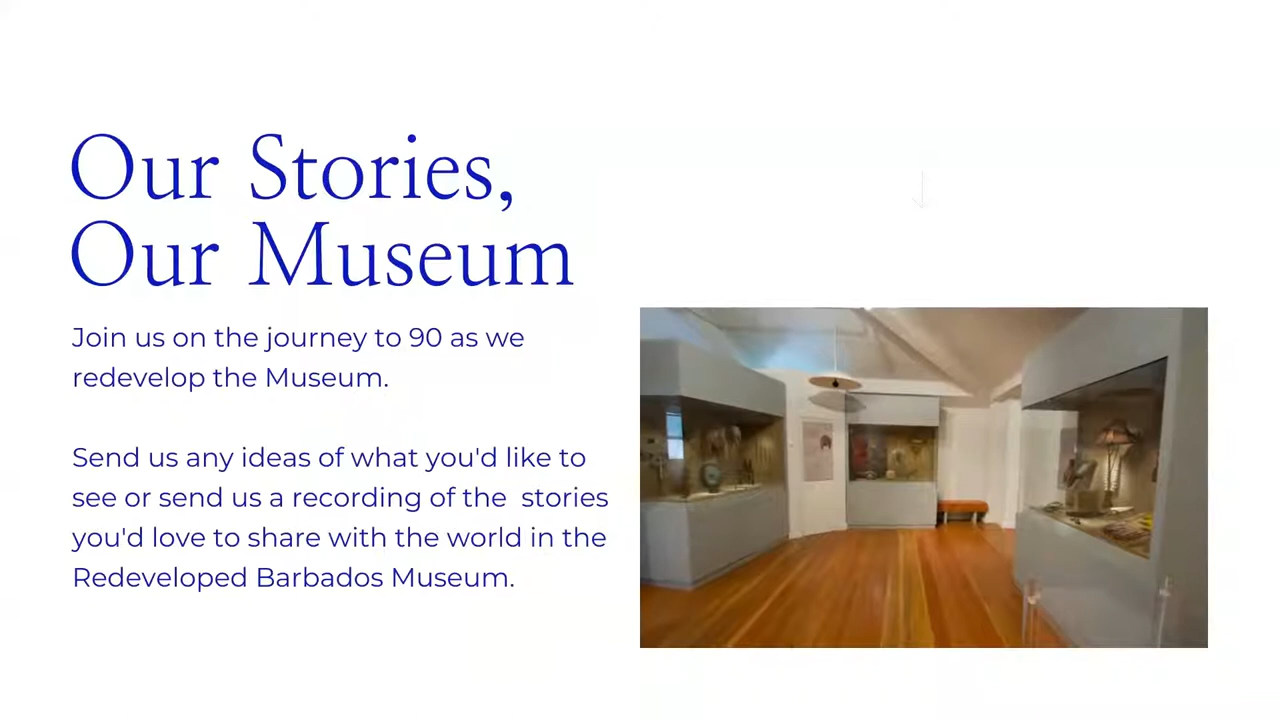 Our Stories,
Our Museum
Join us on the journey to 90 as we
redevelop the Museum.
Send us any ideas of what you'd like to
see or send us a recording of the  stories
you'd love to share with the world in the
Redeveloped Barbados Museum.